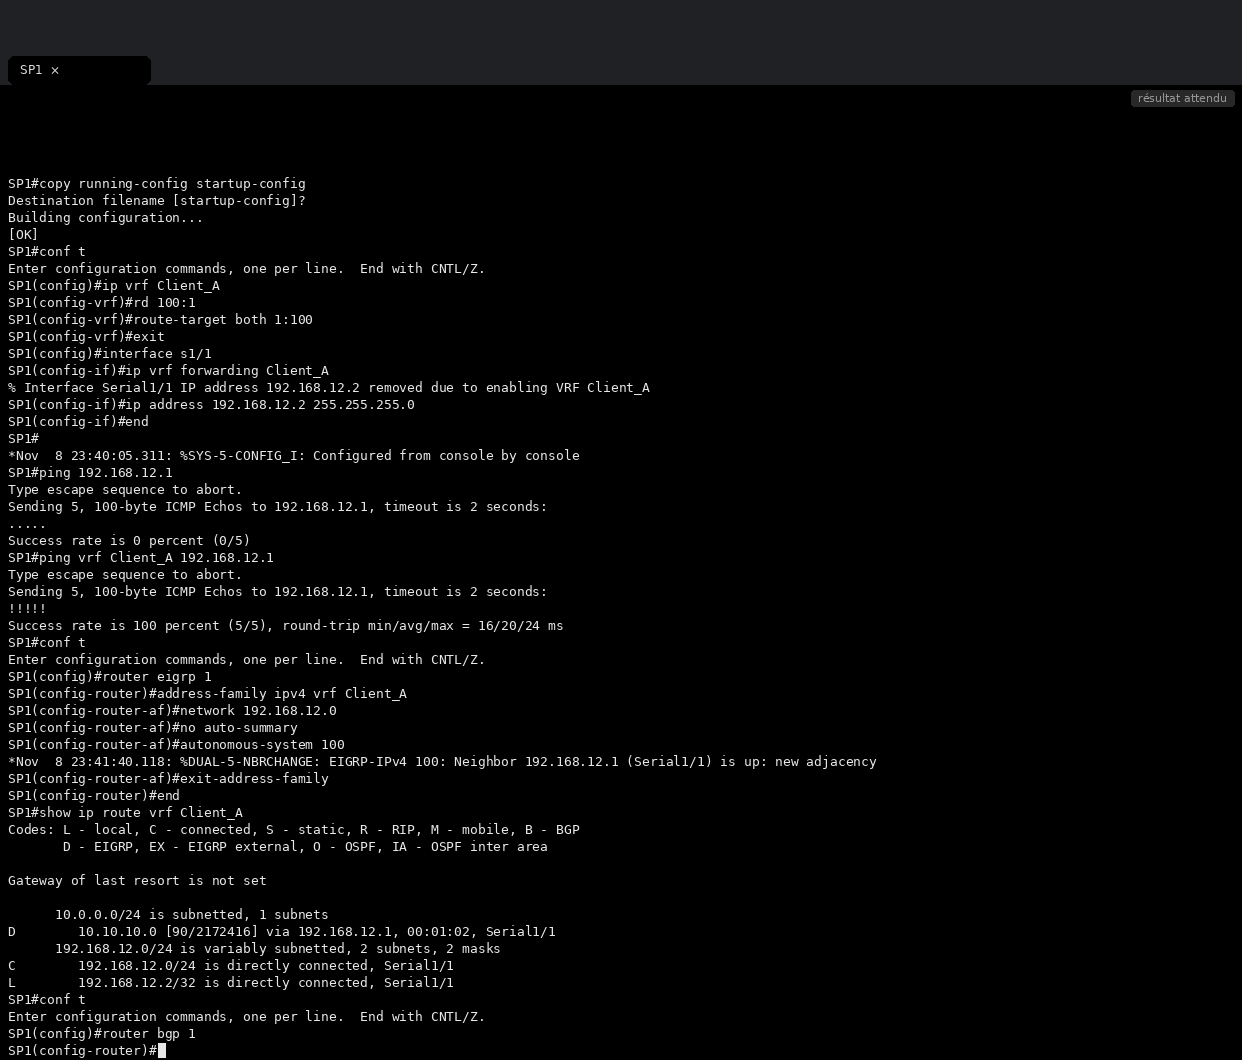 SP1 ×
résultat attendu
SP1#copy running-config startup-config
Destination filename [startup-config]?
Building configuration...
[OK]
SP1#conf t
Enter configuration commands, one per line.  End with CNTL/Z.
SP1(config)#ip vrf Client_A
SP1(config-vrf)#rd 100:1
SP1(config-vrf)#route-target both 1:100
SP1(config-vrf)#exit
SP1(config)#interface s1/1
SP1(config-if)#ip vrf forwarding Client_A
% Interface Serial1/1 IP address 192.168.12.2 removed due to enabling VRF Client_A
SP1(config-if)#ip address 192.168.12.2 255.255.255.0
SP1(config-if)#end
SP1#
*Nov  8 23:40:05.311: %SYS-5-CONFIG_I: Configured from console by console
SP1#ping 192.168.12.1
Type escape sequence to abort.
Sending 5, 100-byte ICMP Echos to 192.168.12.1, timeout is 2 seconds:
.....
Success rate is 0 percent (0/5)
SP1#ping vrf Client_A 192.168.12.1
Type escape sequence to abort.
Sending 5, 100-byte ICMP Echos to 192.168.12.1, timeout is 2 seconds:
!!!!!
Success rate is 100 percent (5/5), round-trip min/avg/max = 16/20/24 ms
SP1#conf t
Enter configuration commands, one per line.  End with CNTL/Z.
SP1(config)#router eigrp 1
SP1(config-router)#address-family ipv4 vrf Client_A
SP1(config-router-af)#network 192.168.12.0
SP1(config-router-af)#no auto-summary
SP1(config-router-af)#autonomous-system 100
*Nov  8 23:41:40.118: %DUAL-5-NBRCHANGE: EIGRP-IPv4 100: Neighbor 192.168.12.1 (Serial1/1) is up: new adjacency
SP1(config-router-af)#exit-address-family
SP1(config-router)#end
SP1#show ip route vrf Client_A
Codes: L - local, C - connected, S - static, R - RIP, M - mobile, B - BGP
       D - EIGRP, EX - EIGRP external, O - OSPF, IA - OSPF inter area
Gateway of last resort is not set
      10.0.0.0/24 is subnetted, 1 subnets
D        10.10.10.0 [90/2172416] via 192.168.12.1, 00:01:02, Serial1/1
      192.168.12.0/24 is variably subnetted, 2 subnets, 2 masks
C        192.168.12.0/24 is directly connected, Serial1/1
L        192.168.12.2/32 is directly connected, Serial1/1
SP1#conf t
Enter configuration commands, one per line.  End with CNTL/Z.
SP1(config)#router bgp 1
SP1(config-router)#